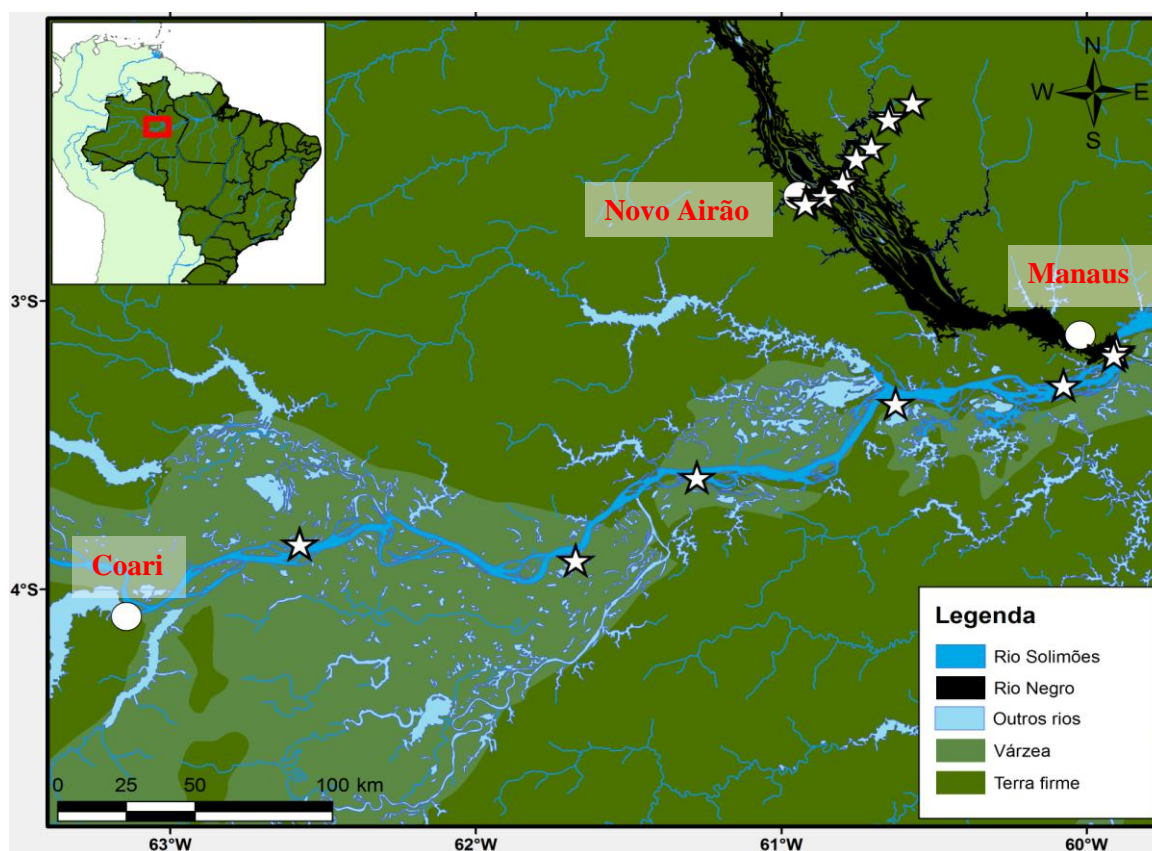 N
W E
S
Novo Airão
Manaus
3°S
Coari
4°S
Legenda
Rio Solimões
Rio Negro
Outros rios
Várzea
Terra firme
0 25 50 100 km
63°W 62°W 61°W 60°W